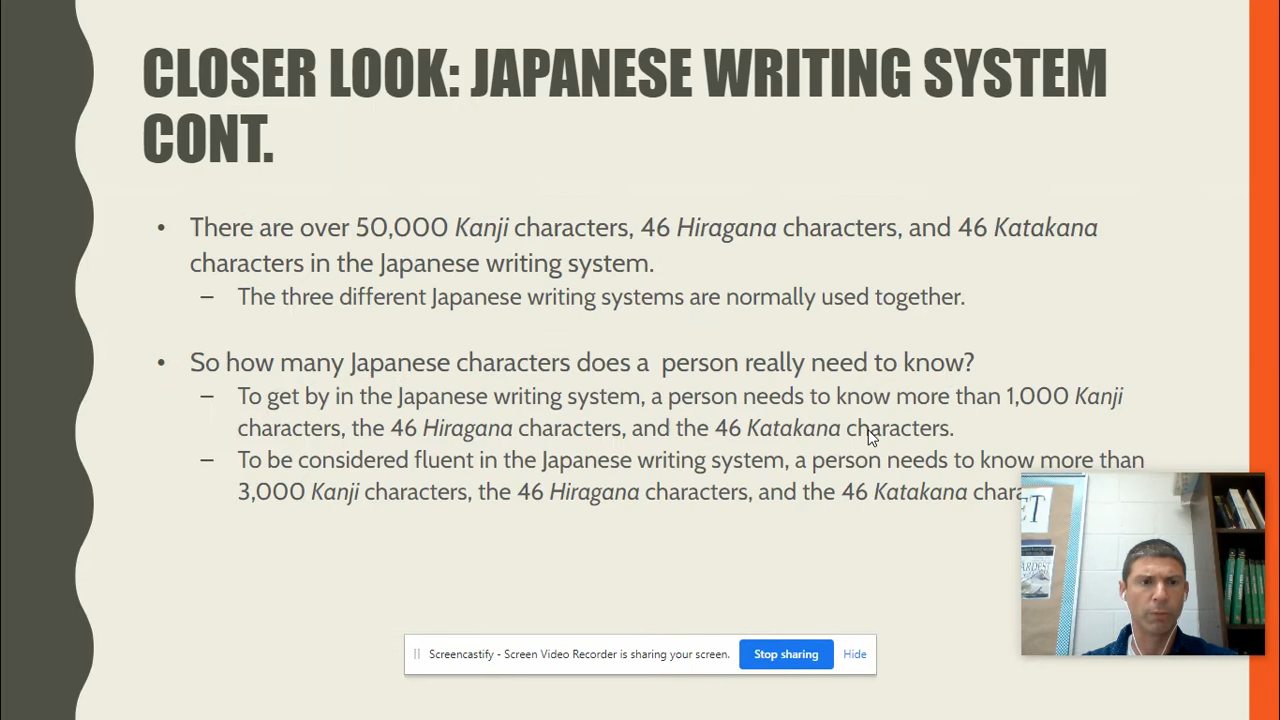 CLOSER LOOK: JAPANESE WRITING SYSTEM
CONT.
• There are over 50,000 Kanji characters, 46 Hiragana characters, and 46 Katakana
characters in the Japanese writing system.
– The three different Japanese writing systems are normally used together.
• So how many Japanese characters does a  person really need to know?
– To get by in the Japanese writing system, a person needs to know more than 1,000 Kanji
characters, the 46 Hiragana characters, and the 46 Katakana characters.
– To be considered fluent in the Japanese writing system, a person needs to know more than
3,000 Kanji characters, the 46 Hiragana characters, and the 46 Katakana chara
ET
Screencastify - Screen Video Recorder is sharing your screen.
Stop sharing
Hide